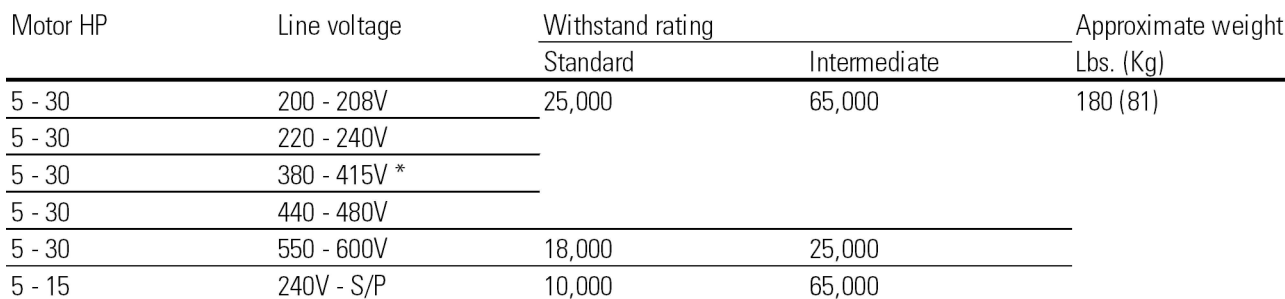 Motor HP Line voltage Withstand rating Approximate weight
Standard Intermediate Lbs. (Kg)
5 - 30 200 - 208V 25,000 65,000 180 (81)
5 - 30 220 - 240V
5 - 30 380 - 415V *
5 - 30 440 - 480V
5 - 30 550 - 600V 18,000 25,000
5 - 15 240V - S/P 10,000 65,000